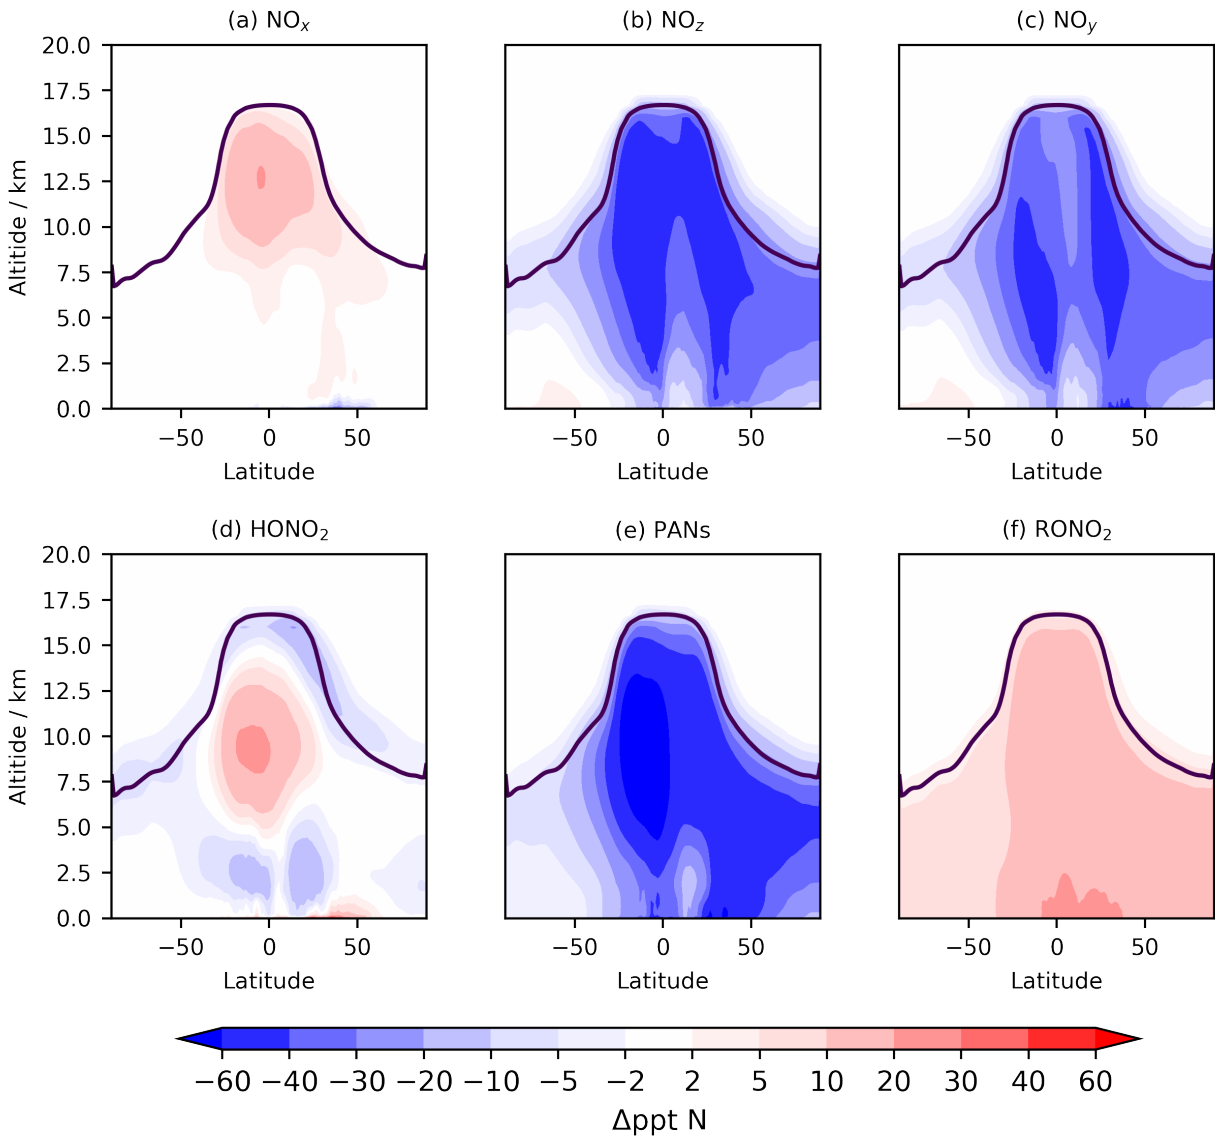 (a) NOₓ
(b) NO_z
(c) NO_y
20.0
17.5
15.0
12.5
10.0
7.5
5.0
2.5
0.0
Altitide / km
−50 0 50
−50 0 50
−50 0 50
Latitude
Latitude
Latitude
(d) HONO₂
(e) PANs
(f) RONO₂
20.0
17.5
15.0
12.5
10.0
7.5
5.0
2.5
0.0
Altitide / km
−50 0 50
−50 0 50
−50 0 50
Latitude
Latitude
Latitude
−60 −40 −30 −20 −10 −5 −2 2 5 10 20 30 40 60
Δppt N